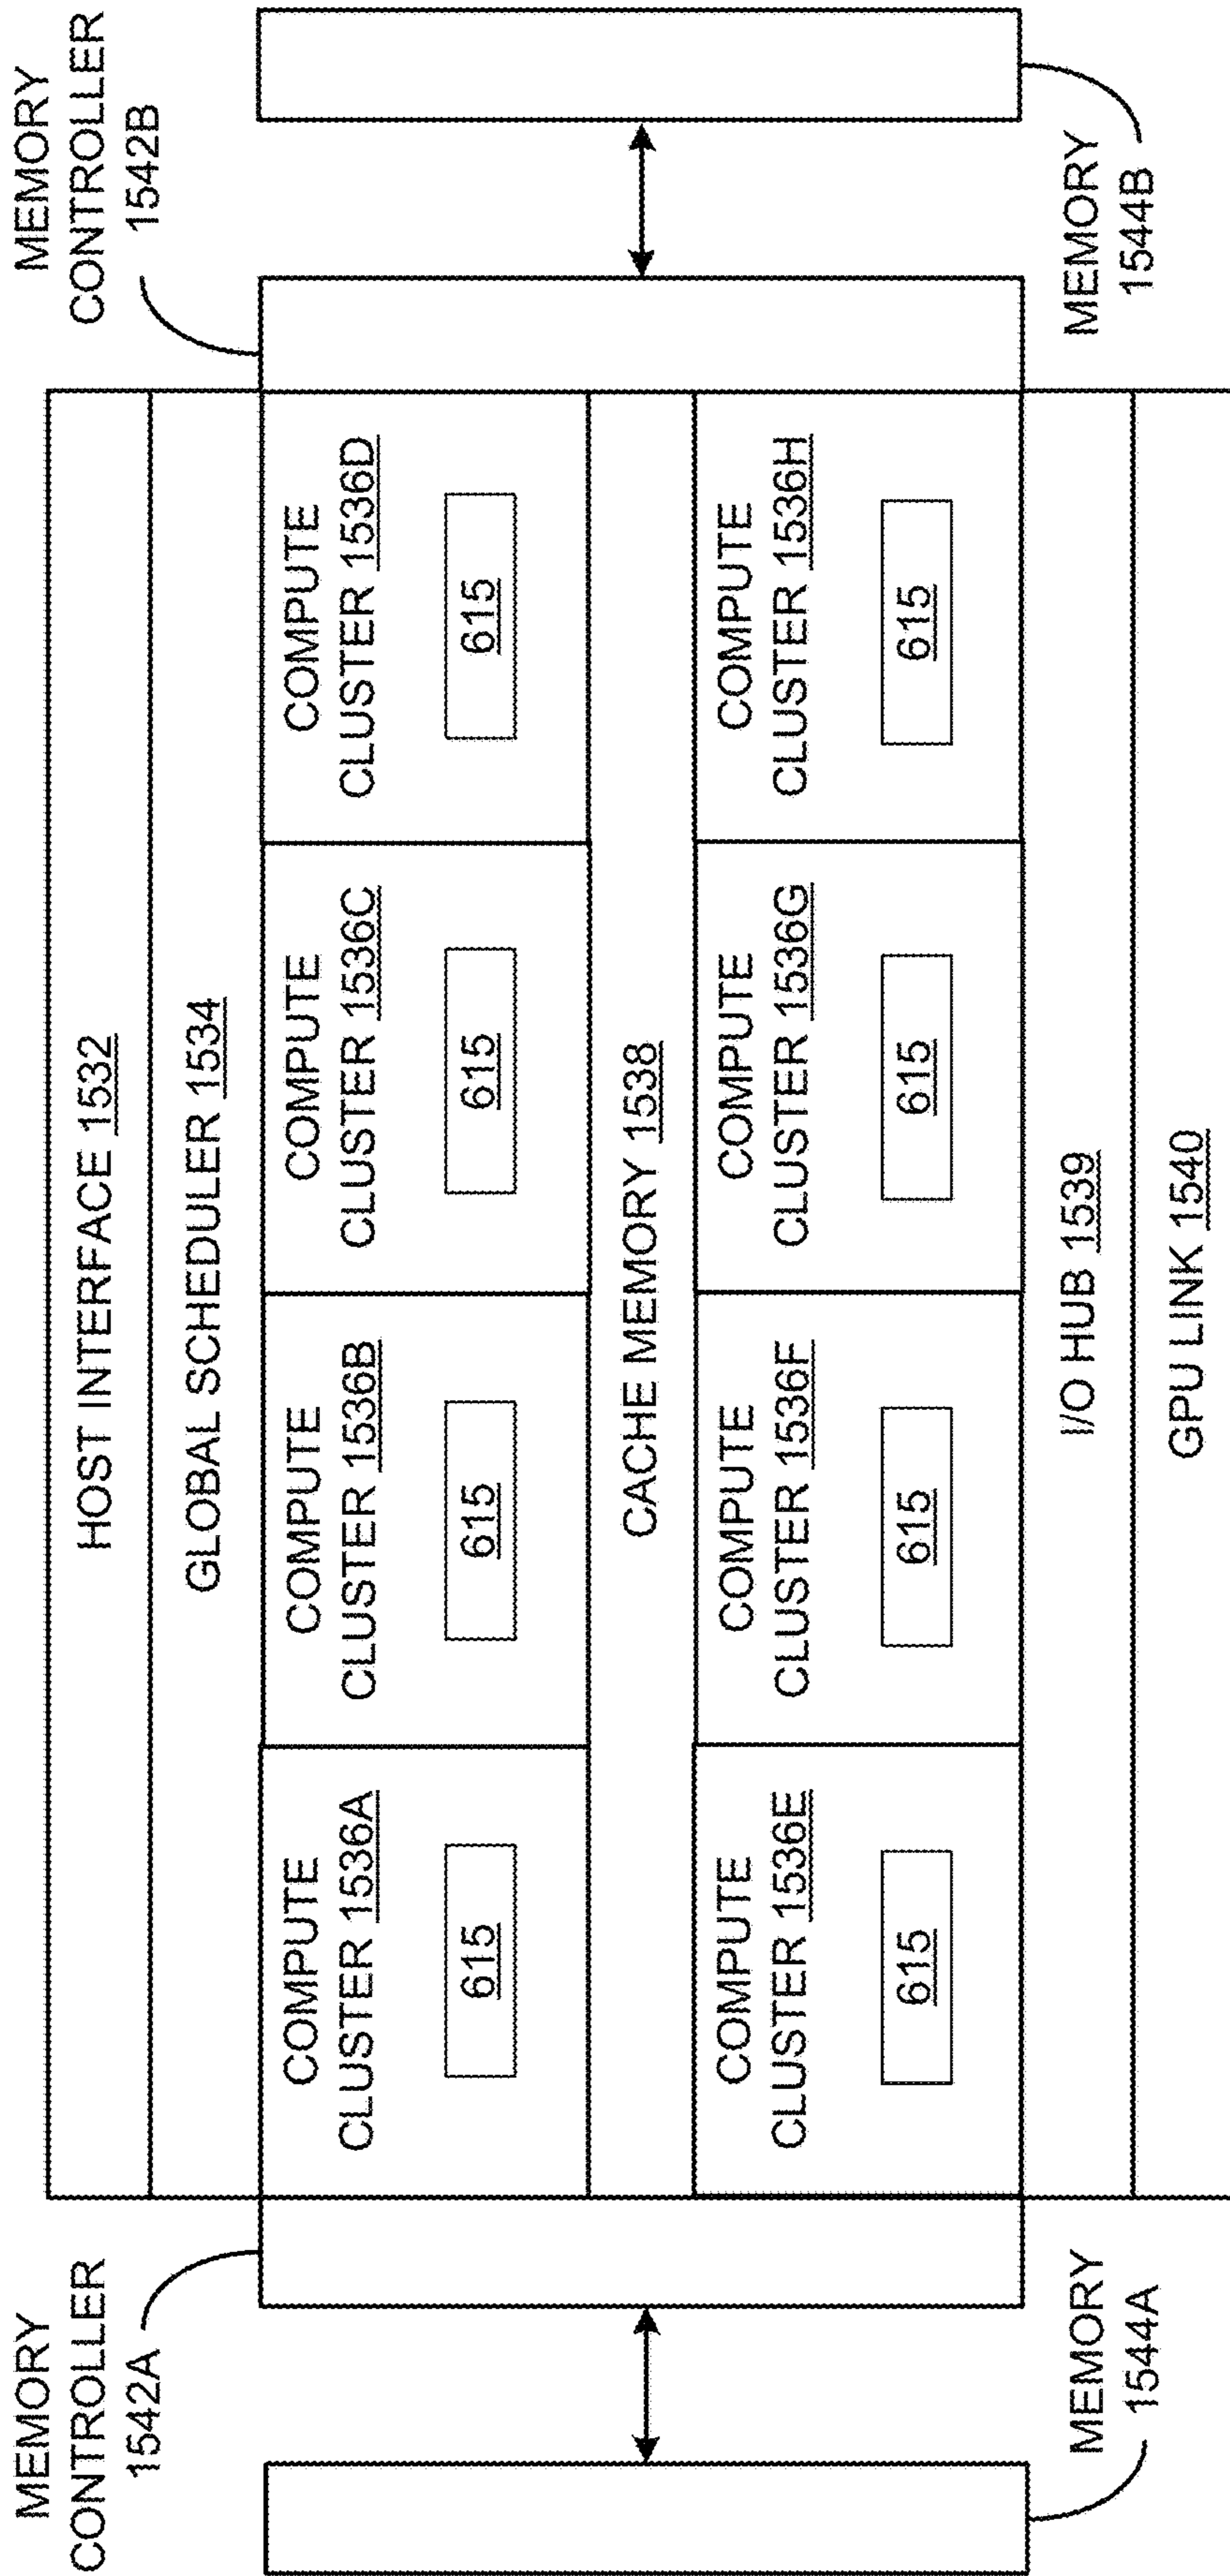 HOST INTERFACE 1532
GLOBAL SCHEDULER 1534
MEMORY
CONTROLLER
1542A
MEMORY
CONTROLLER
1542B
COMPUTE
CLUSTER 1536A
615
COMPUTE
CLUSTER 1536B
615
COMPUTE
CLUSTER 1536C
615
COMPUTE
CLUSTER 1536D
615
CACHE MEMORY 1538
COMPUTE
CLUSTER 1536E
615
COMPUTE
CLUSTER 1536F
615
COMPUTE
CLUSTER 1536G
615
COMPUTE
CLUSTER 1536H
615
MEMORY
1544A
MEMORY
1544B
I/O HUB 1539
GPU LINK 1540